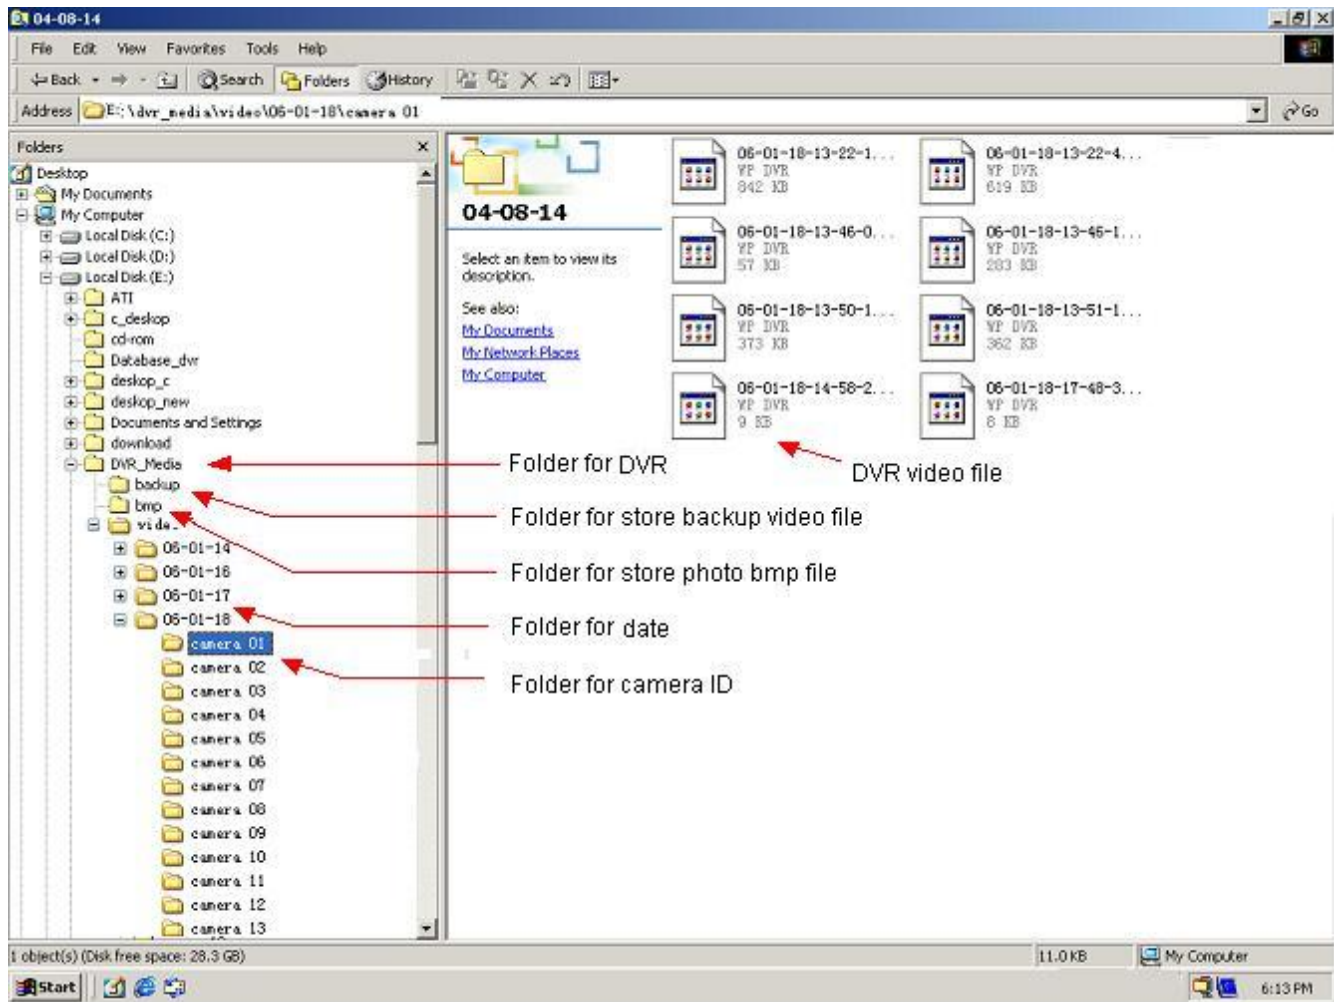 04-08-14
File Edit View Favorites Tools Help
Back Search Folders History
Address E:\dvr_media\video\06-01-18\camera 01 Go
Folders
Desktop
My Documents
My Computer
Local Disk (C:)
Local Disk (D:)
Local Disk (E:)
ATI
c_deskop
cd-rom
Database_dvr
deskop_c
deskop_new
Documents and Settings
download
DVR_Media
backup
bmp
06-01-14
06-01-16
06-01-17
06-01-18
camera 01
camera 02
camera 03
camera 04
camera 05
camera 06
camera 07
camera 08
camera 09
camera 10
camera 11
camera 12
camera 13
04-08-14
Select an item to view its
description.
See also:
My Documents
My Network Places
My Computer
06-01-18-13-22-1...
YP DVR
842 KB
06-01-18-13-22-4...
YP DVR
619 KB
06-01-18-13-46-0...
YP DVR
57 KB
06-01-18-13-46-1...
YP DVR
283 KB
06-01-18-13-50-1...
YP DVR
373 KB
06-01-18-13-51-1...
YP DVR
362 KB
06-01-18-14-58-2...
YP DVR
9 KB
06-01-18-17-48-3...
YP DVR
8 KB
Folder for DVR
DVR video file
Folder for store backup video file
Folder for store photo bmp file
Folder for date
Folder for camera ID
1 object(s) (Disk free space: 28.3 GB) 11.0 KB My Computer
Start 6:13 PM